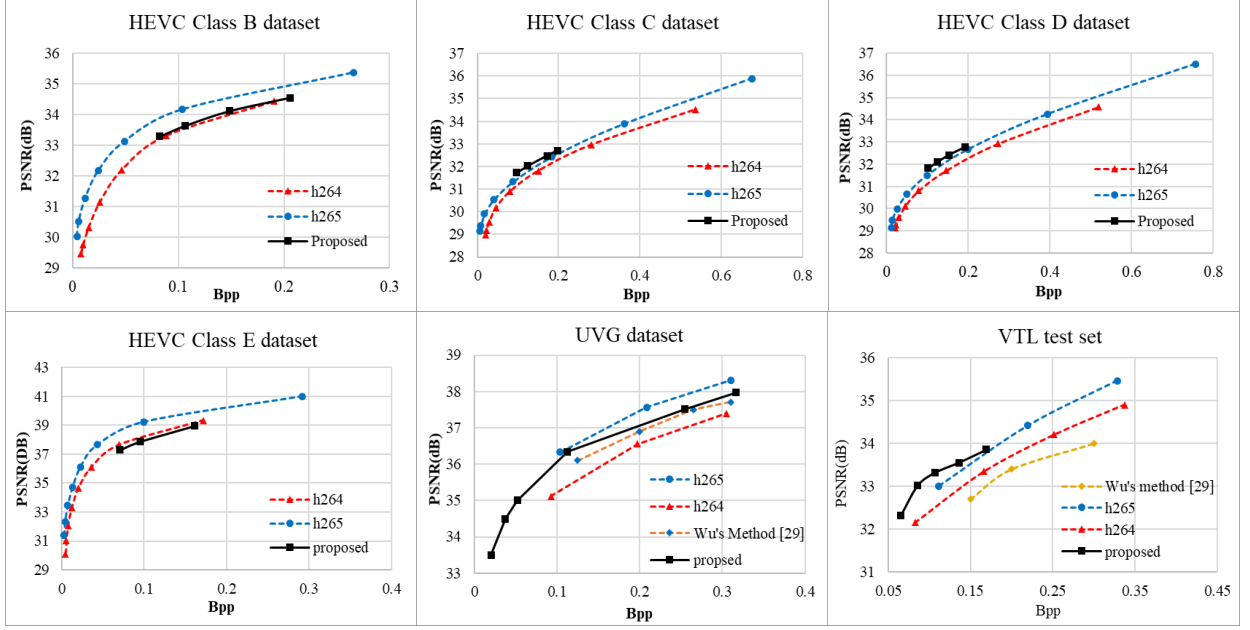 HEVC Class B dataset
36
35
34
33
32
31
30
29
PSNR(dB)
0
0.1
0.2
0.3
Bpp
h264
h265
Proposed
HEVC Class C dataset
37
36
35
34
33
32
31
30
29
28
PSNR(dB)
0
0.2
0.4
0.6
0.8
Bpp
h264
h265
Proposed
HEVC Class D dataset
37
36
35
34
33
32
31
30
29
28
PSNR(dB)
0
0.2
0.4
0.6
0.8
Bpp
h264
h265
Proposed
HEVC Class E dataset
43
41
39
37
35
33
31
29
PSNR(DB)
0
0.1
0.2
0.3
0.4
Bpp
h264
h265
proposed
UVG dataset
39
38
37
36
35
34
33
PSNR(dB)
0
0.1
0.2
0.3
0.4
Bpp
h265
h264
Wu's Method [29]
propsed
VTL test set
36
35
34
33
32
31
PSNR(dB)
0.05
0.15
0.25
0.35
0.45
Bpp
Wu's method [29]
h265
h264
proposed